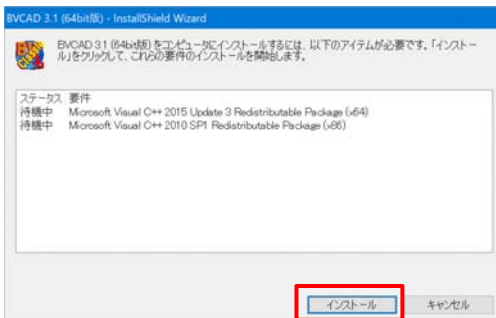 BVCAD 3.1 (64bit版) - InstallShield Wizard
BVCAD 3.1 (64bit版) をコンピュータにインストールするには、以下のアイテムが必要です。「インストー
ル」をクリックして、これらの要件のインストールを開始します。
ステータス 要件
待機中 Microsoft Visual C++ 2015 Update 3 Redistributable Package (x64)
待機中 Microsoft Visual C++ 2010 SP1 Redistributable Package (x86)
インストール キャンセル